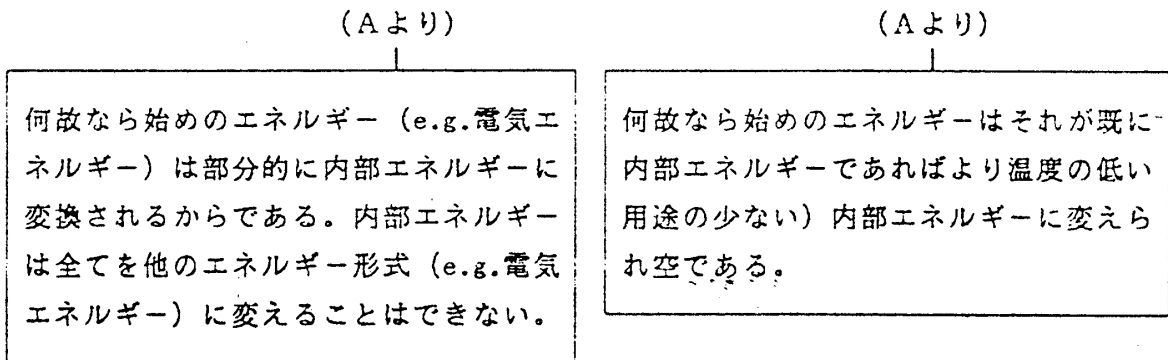 (Aより)
何故なら始めのエネルギー (e.g.電気エ
ネルギー) は部分的に内部エネルギーに
変換されるからである。内部エネルギー
は全てを他のエネルギー形式 (e.g.電気
エネルギー) に変えることはできない。
(Aより)
何故なら始めのエネルギーはそれが既に
内部エネルギーであればより温度の低い
用途の少ない) 内部エネルギーに変えら
れ空である。